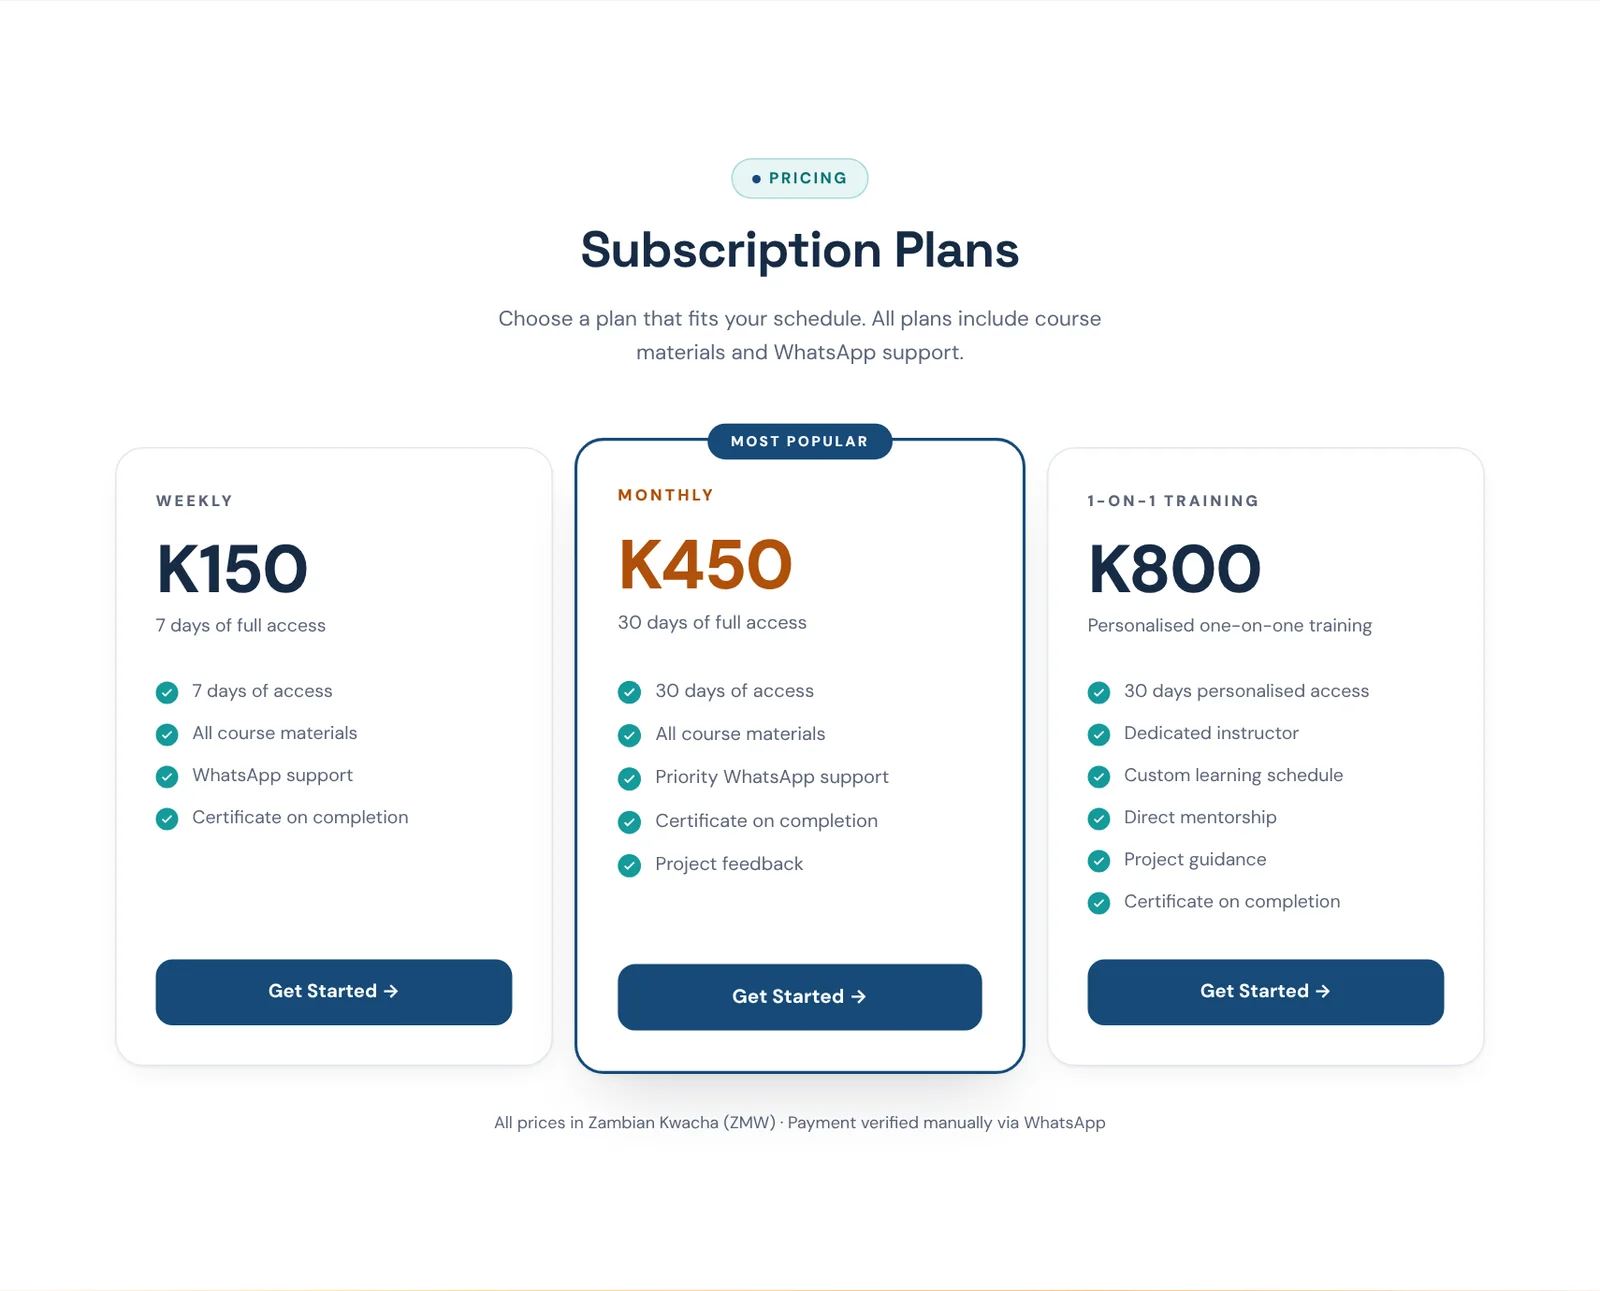 PRICING
Subscription Plans
Choose a plan that fits your schedule. All plans include course
materials and WhatsApp support.
WEEKLY
K150
7 days of full access
7 days of access
All course materials
WhatsApp support
Certificate on completion
Get Started →
MOST POPULAR
MONTHLY
K450
30 days of full access
30 days of access
All course materials
Priority WhatsApp support
Certificate on completion
Project feedback
Get Started →
1-ON-1 TRAINING
K800
Personalised one-on-one training
30 days personalised access
Dedicated instructor
Custom learning schedule
Direct mentorship
Project guidance
Certificate on completion
Get Started →
All prices in Zambian Kwacha (ZMW) · Payment verified manually via WhatsApp